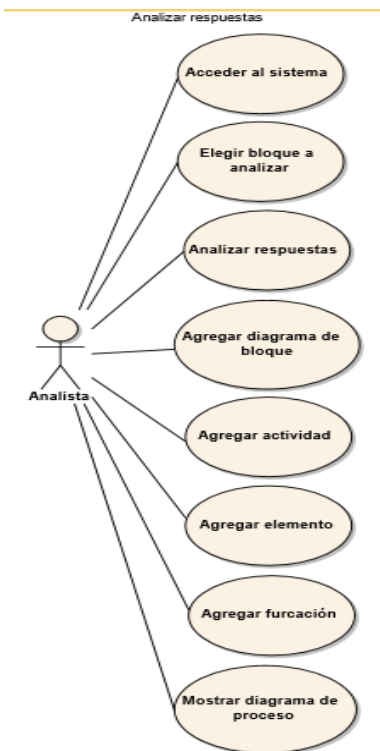 Analizar respuestas
Acceder al sistema
Elegir bloque a
analizar
Analizar respuestas
Agregar diagrama de
bloque
Analista
Agregar actividad
Agregar elemento
Agregar furcación
Mostrar diagrama de
proceso